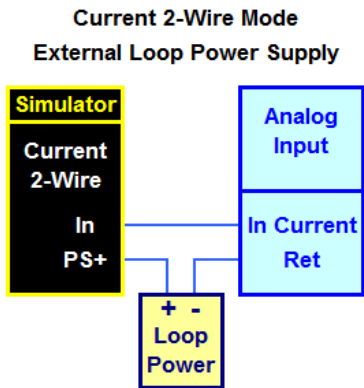 Current 2-Wire Mode
External Loop Power Supply
Simulator
Current
2-Wire
In
PS+
Analog
Input
In Current
Ret
+ -
Loop
Power